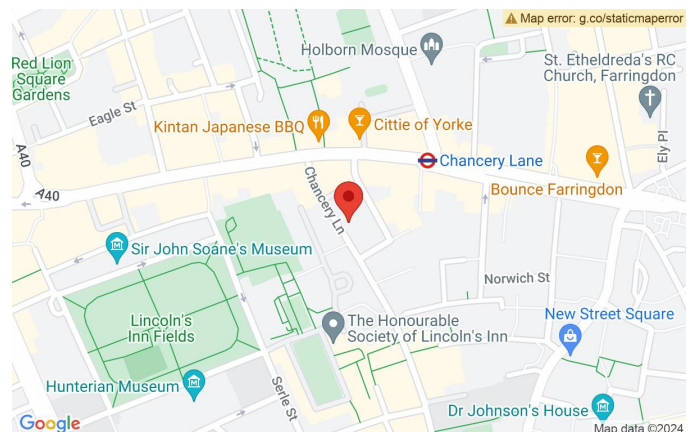 Map error: g.co/staticmaperror
Holborn Mosque
Red Lion
Square
Gardens
St. Etheldreda's RC
Church, Farringdon
Eagle St
Kintan Japanese BBQ
Cittie of Yorke
Ely Pl
A40
Chancery Lane
A40
Bounce Farringdon
Chancery Ln
Sir John Soane's Museum
Norwich St
Lincoln's
Inn Fields
The Honourable
Society of Lincoln's Inn
New Street Square
Hunterian Museum
Serle St
Dr Johnson's House
Google
Map data ©2024